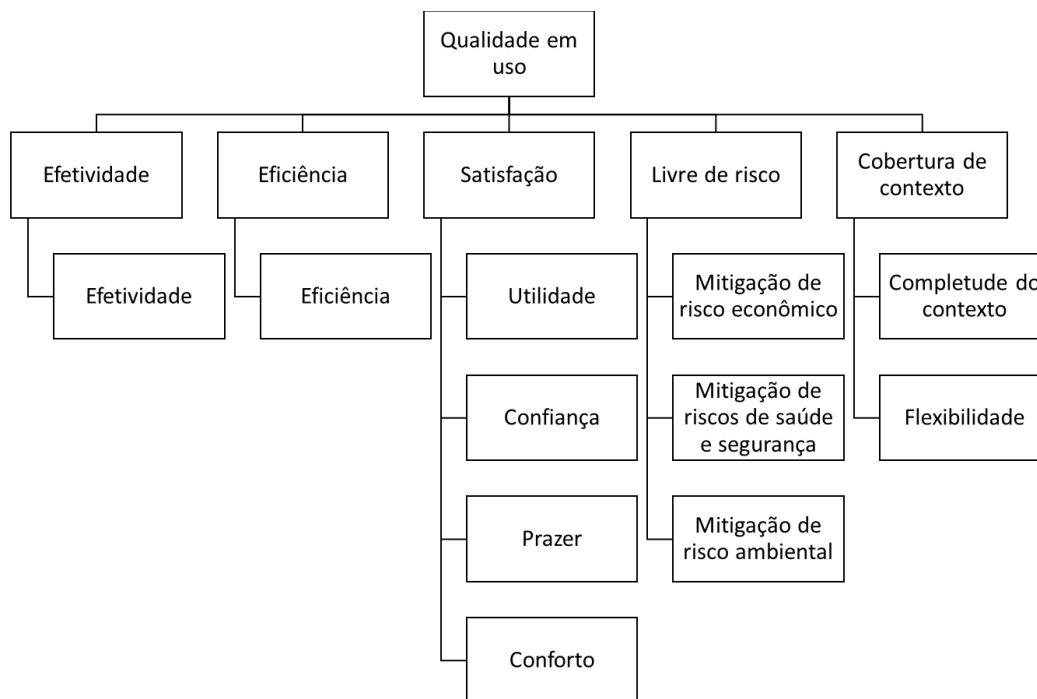 Qualidade em
uso
Efetividade
Eficiência
Satisfação
Livre de risco
Cobertura de
contexto
Efetividade
Eficiência
Utilidade
Mitigação de
risco econômico
Completude do
contexto
Confiança
Mitigação de
riscos de saúde
e segurança
Flexibilidade
Prazer
Mitigação de
risco ambiental
Conforto